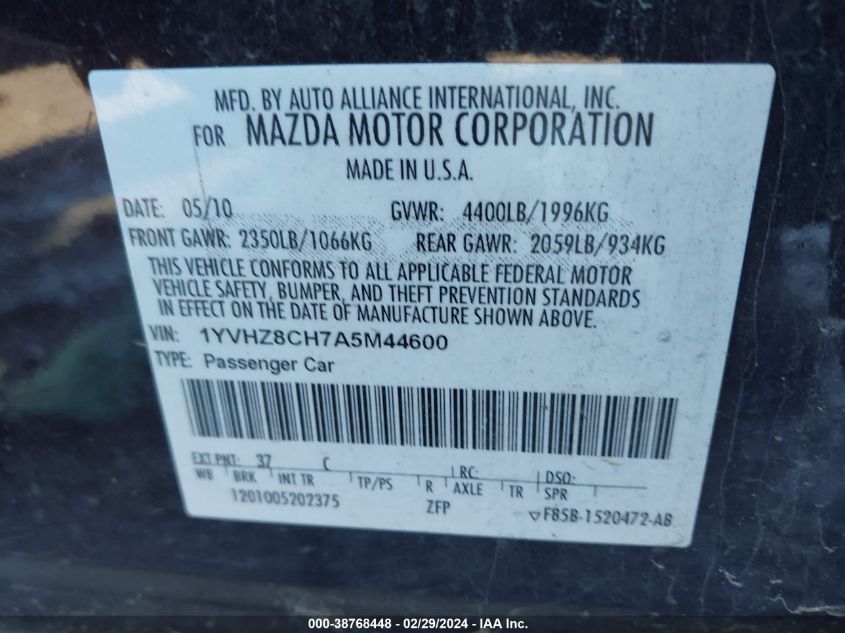 MFD. BY AUTO ALLIANCE INTERNATIONAL, INC.
FOR MAZDA MOTOR CORPORATION
MADE IN U.S.A.
DATE: 05/10 GVWR: 4400LB/1996KG
FRONT GAWR: 2350LB/1066KG REAR GAWR: 2059LB/934KG
THIS VEHICLE CONFORMS TO ALL APPLICABLE FEDERAL MOTOR
VEHICLE SAFETY, BUMPER, AND THEFT PREVENTION STANDARDS
IN EFFECT ON THE DATE OF MANUFACTURE SHOWN ABOVE.
VIN: 1YVHZ8CH7A5M44600
TYPE: Passenger Car
EXT PNT: 37 C RC: DSO:
WB BRK INT TR TP/PS R AXLE TR SPR
1201005202375 ZFP ▽F85B-1520472-AB
000-38768448 - 02/29/2024 - IAA Inc.